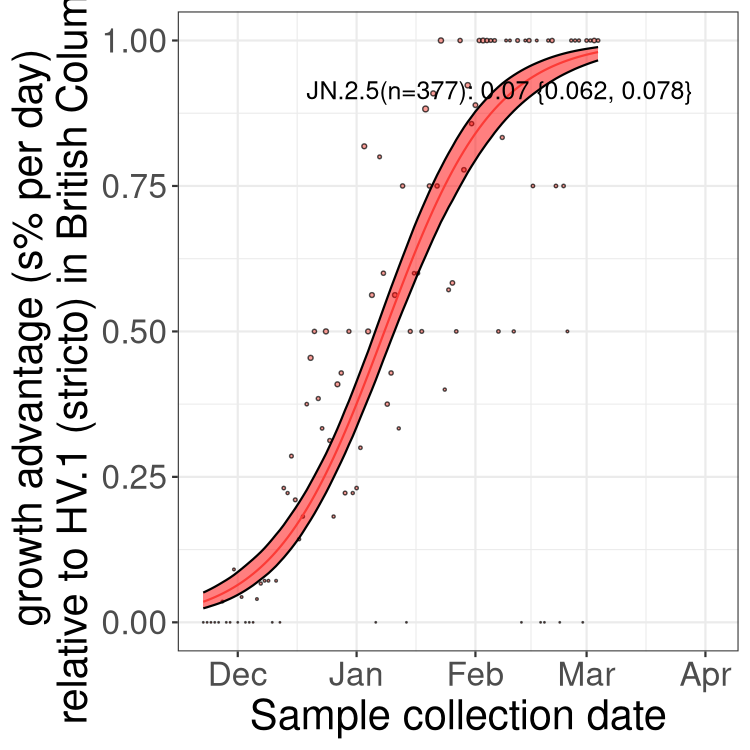 growth advantage (s% per day)
relative to HV.1 (stricto) in British Colum
1.00
0.75
0.50
0.25
0.00
JN.2.5(n=377): 0.07 {0.062, 0.078}
Dec Jan Feb Mar Apr
Sample collection date